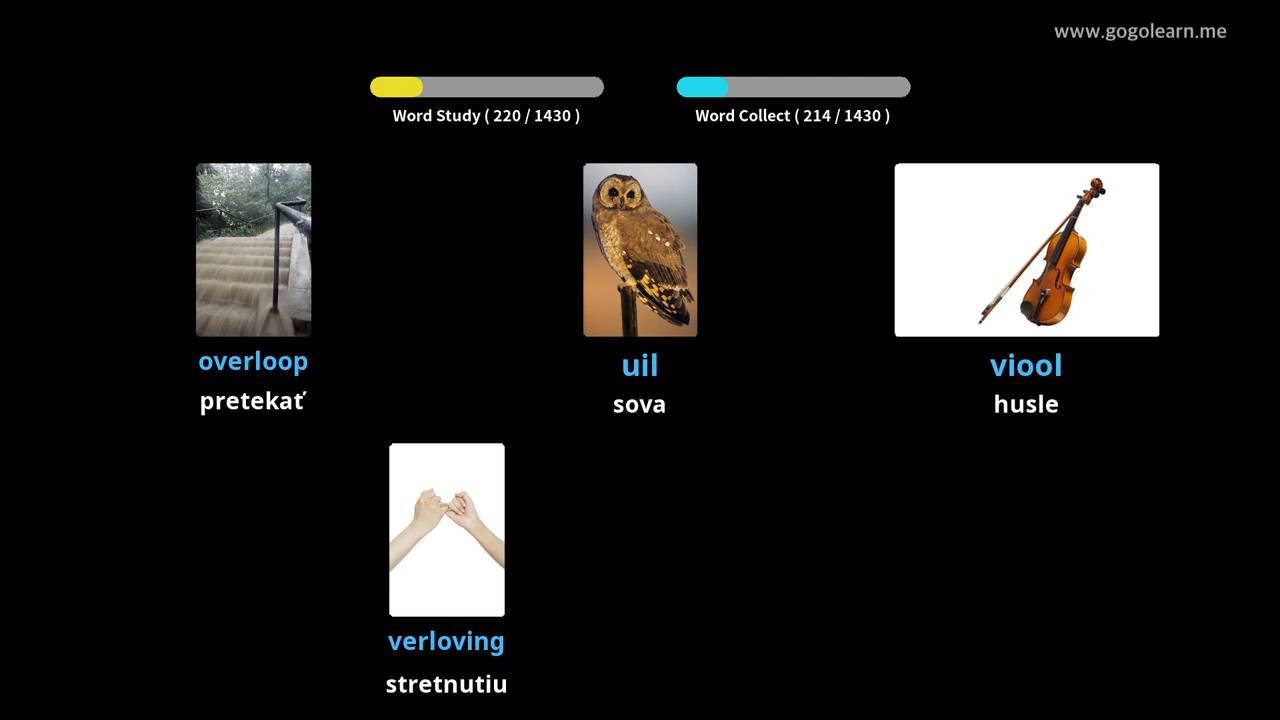 www.gogolearn.me
Word Study ( 220 / 1430 )
Word Collect ( 214 / 1430 )
overloop
pretekať
uil
sova
viool
husle
verloving
stretnutiu